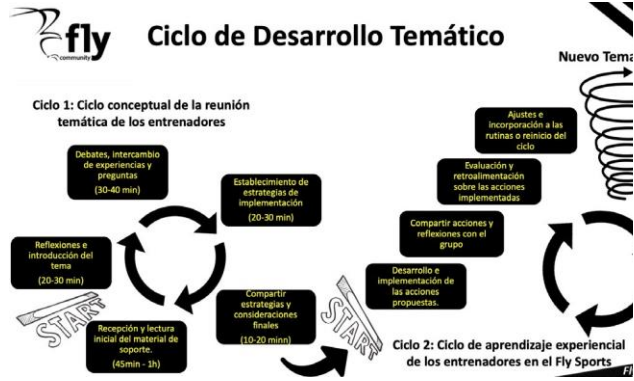 fly
community
Ciclo de Desarrollo Temático
Nuevo Tema
Ciclo 1: Ciclo conceptual de la reunión
temática de los entrenadores
Debates, intercambio
de experiencias y
preguntas
(30-40 min)
Establecimiento de
estrategias de
implementación
(20-30 min)
Reflexiones e
introducción del
tema
(20-30 min)
START
Recepción y lectura
inicial del material de
soporte.
(45min - 1h)
Compartir
estrategias y
consideraciones
finales
(10-20 minn)
START
Ajustes e
incorporación a las
rutinas o reinicio del
ciclo
Evaluación y
retroalimentación
sobre las acciones
implementadas
Compartir acciones y
reflexiones con el
grupo
Desarrollo e
implementación de
las acciones
propuestas.
Ciclo 2: Ciclo de aprendizaje experiencial
de los entrenadores en el Fly Sports